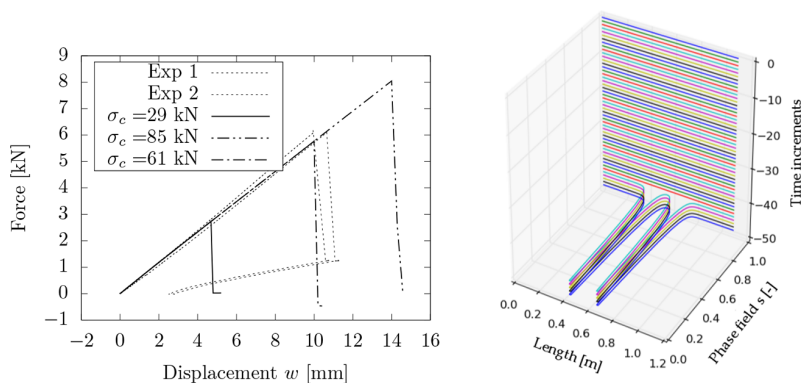 9
8
7
6
5
4
3
2
1
0
−1
−2 0 2 4 6 8 10 12 14 16
Force [kN]
Displacement w [mm]
Exp 1
Exp 2
σc =29 kN
σc =85 kN
σc =61 kN
0
−10
−20
−30
−40
−50
Time increments
0.0 0.2 0.4 0.6 0.8 1.0 1.2
Length [m]
0.0 0.2 0.4 0.6 0.8 1.0
Phase field s [-]